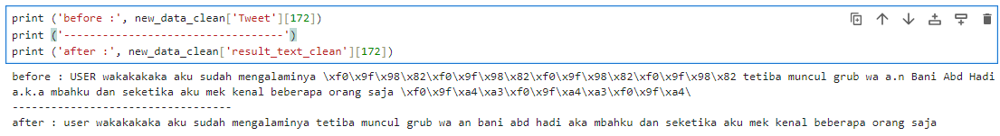 print ('before :', new_data_clean['Tweet'][172])
print ('---------------------------------')
print ('after :', new_data_clean['result_text_clean'][172])
before : USER wakakakaka aku sudah mengalaminya \xf0\x9f\x98\x82\xf0\x9f\x98\x82\xf0\x9f\x98\x82\xf0\x9f\x98\x82 tetiba muncul grub wa a.n Bani Abd Hadi
a.k.a mbahku dan seketika aku mek kenal beberapa orang saja \xf0\x9f\xa4\xa3\xf0\x9f\xa4\xa3\xf0\x9f\xa4\
---------------------------------
after : user wakakakaka aku sudah mengalaminya tetiba muncul grub wa an bani abd hadi aka mbahku dan seketika aku mek kenal beberapa orang saja